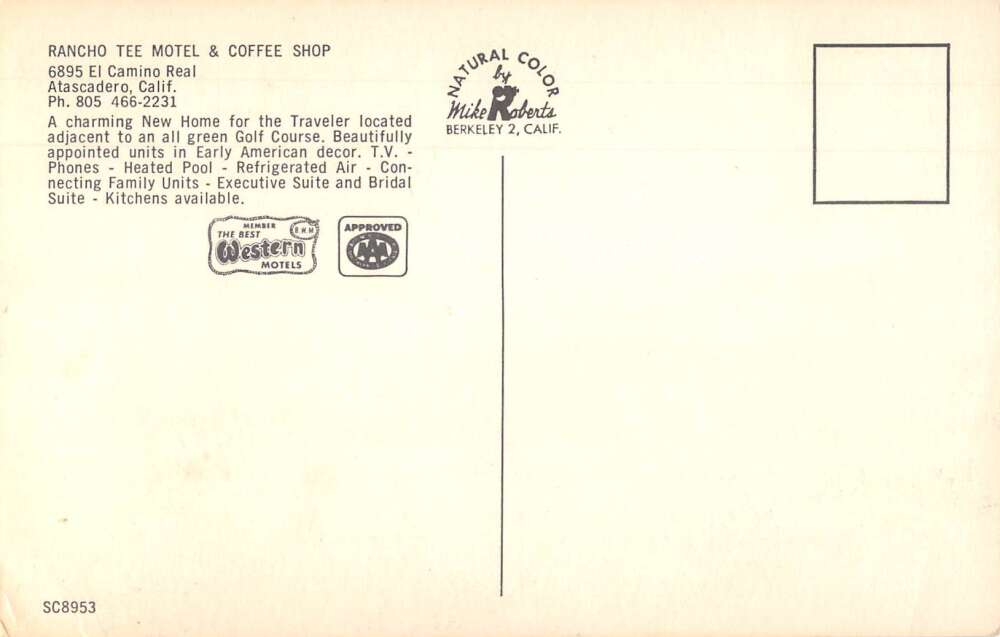 RANCHO TEE MOTEL & COFFEE SHOP
6895 El Camino Real
Atascadero, Calif.
Ph. 805 466-2231
A charming New Home for the Traveler located
adjacent to an all green Golf Course. Beautifully
appointed units in Early American decor. T.V. -
Phones - Heated Pool - Refrigerated Air - Con-
necting Family Units - Executive Suite and Bridal
Suite - Kitchens available.
MEMBER
THE BEST
B.W.M.
Western
MOTELS
APPROVED
AAA
NATURAL COLOR
by
Mike Roberts
BERKELEY 2, CALIF.
SC8953